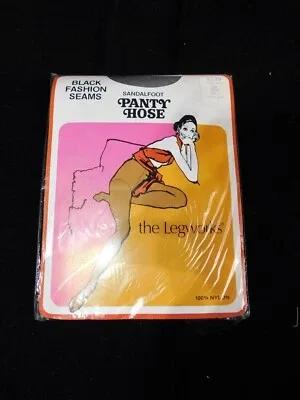 BLACK
FASHION
SEAMS
SANDALFOOT
PANTY
HOSE
the Legworks
100% NYLON